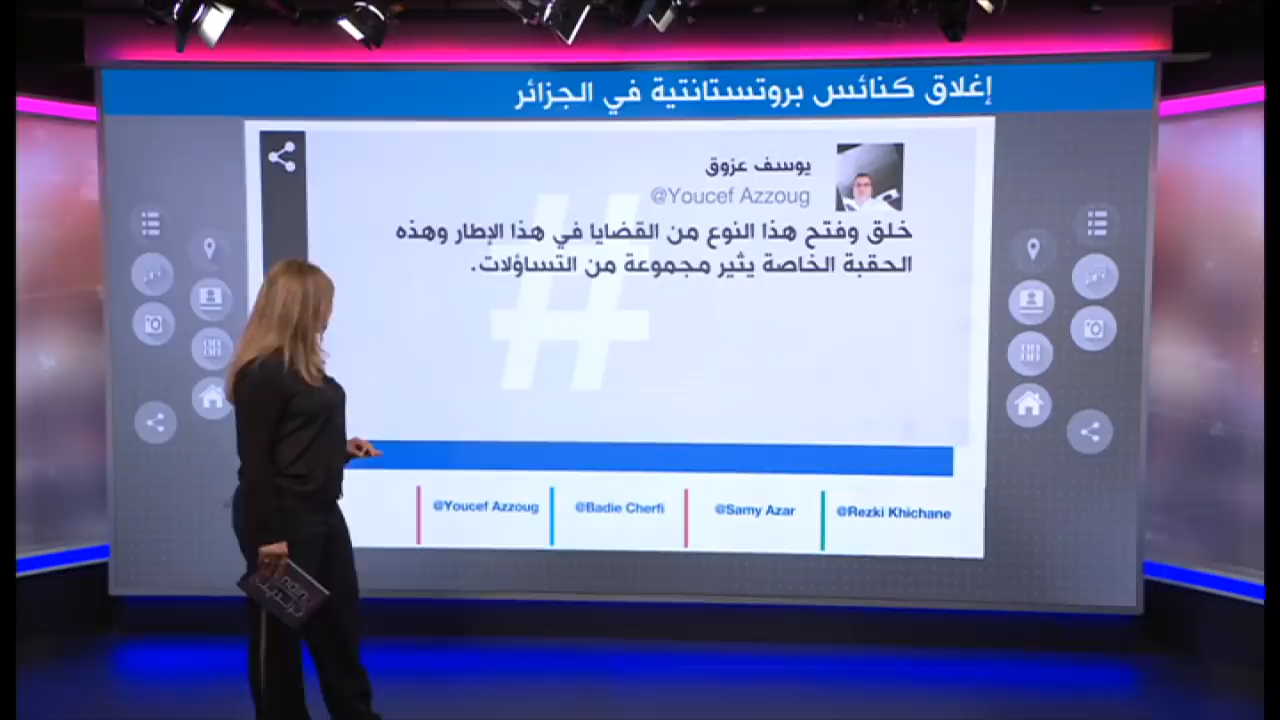 إغلاق كنائس بروتستانتية في الجزائر
يوسف عزوق
@Youcef Azzoug
خلق وفتح هذا النوع من القضايا في هذا الإطار وهذه
الحقبة الخاصة يثير مجموعة من التساؤلات.
@Youcef Azzoug
@Badie Cherfi
@Samy Azar
@Rezki Khichane